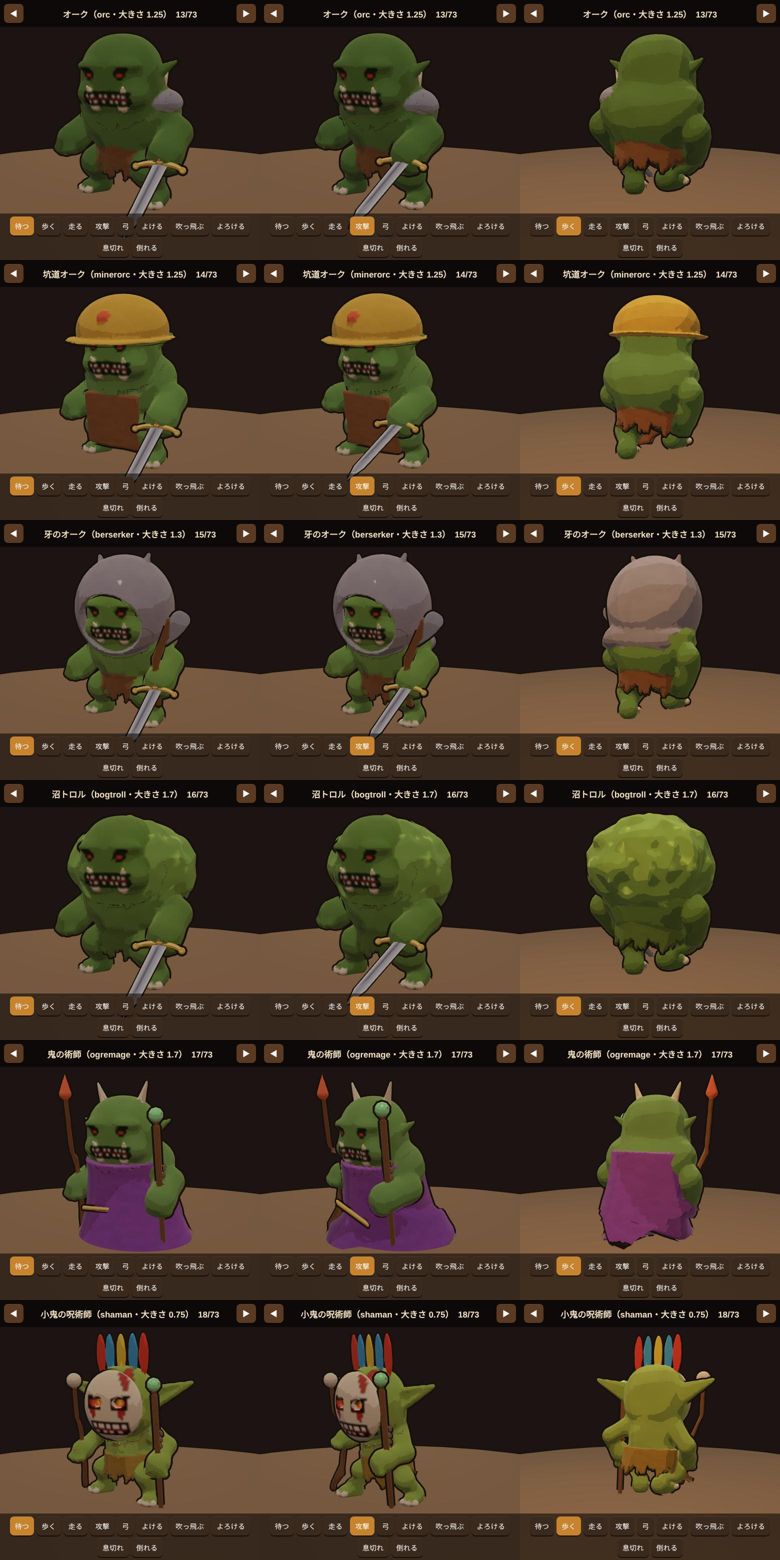 ◀ オーク（orc・大きさ 1.25） 13/73 ▶ ◀ オーク（orc・大きさ 1.25） 13/73 ▶ ◀ オーク（orc・大きさ 1.25） 13/73 ▶
待つ 歩く 走る 攻撃 弓 よける 吹っ飛ぶ よろける 待つ 歩く 走る 攻撃 弓 よける 吹っ飛ぶ よろける 待つ 歩く 走る 攻撃 弓 よける 吹っ飛ぶ よろける
息切れ 倒れる 息切れ 倒れる 息切れ 倒れる
◀ 坑道オーク（minerorc・大きさ 1.25） 14/73 ▶ ◀ 坑道オーク（minerorc・大きさ 1.25） 14/73 ▶ ◀ 坑道オーク（minerorc・大きさ 1.25） 14/73 ▶
待つ 歩く 走る 攻撃 弓 よける 吹っ飛ぶ よろける 待つ 歩く 走る 攻撃 弓 よける 吹っ飛ぶ よろける 待つ 歩く 走る 攻撃 弓 よける 吹っ飛ぶ よろける
息切れ 倒れる 息切れ 倒れる 息切れ 倒れる
◀ 牙のオーク（berserker・大きさ 1.3） 15/73 ▶ ◀ 牙のオーク（berserker・大きさ 1.3） 15/73 ▶ ◀ 牙のオーク（berserker・大きさ 1.3） 15/73 ▶
待つ 歩く 走る 攻撃 弓 よける 吹っ飛ぶ よろける 待つ 歩く 走る 攻撃 弓 よける 吹っ飛ぶ よろける 待つ 歩く 走る 攻撃 弓 よける 吹っ飛ぶ よろける
息切れ 倒れる 息切れ 倒れる 息切れ 倒れる
◀ 沼トロル（bogtroll・大きさ 1.7） 16/73 ▶ ◀ 沼トロル（bogtroll・大きさ 1.7） 16/73 ▶ ◀ 沼トロル（bogtroll・大きさ 1.7） 16/73 ▶
待つ 歩く 走る 攻撃 弓 よける 吹っ飛ぶ よろける 待つ 歩く 走る 攻撃 弓 よける 吹っ飛ぶ よろける 待つ 歩く 走る 攻撃 弓 よける 吹っ飛ぶ よろける
息切れ 倒れる 息切れ 倒れる 息切れ 倒れる
◀ 鬼の術師（ogremage・大きさ 1.7） 17/73 ▶ ◀ 鬼の術師（ogremage・大きさ 1.7） 17/73 ▶ ◀ 鬼の術師（ogremage・大きさ 1.7） 17/73 ▶
待つ 歩く 走る 攻撃 弓 よける 吹っ飛ぶ よろける 待つ 歩く 走る 攻撃 弓 よける 吹っ飛ぶ よろける 待つ 歩く 走る 攻撃 弓 よける 吹っ飛ぶ よろける
息切れ 倒れる 息切れ 倒れる 息切れ 倒れる
◀ 小鬼の呪術師（shaman・大きさ 0.75） 18/73 ▶ ◀ 小鬼の呪術師（shaman・大きさ 0.75） 18/73 ▶ ◀ 小鬼の呪術師（shaman・大きさ 0.75） 18/73 ▶
待つ 歩く 走る 攻撃 弓 よける 吹っ飛ぶ よろける 待つ 歩く 走る 攻撃 弓 よける 吹っ飛ぶ よろける 待つ 歩く 走る 攻撃 弓 よける 吹っ飛ぶ よろける
息切れ 倒れる 息切れ 倒れる 息切れ 倒れる